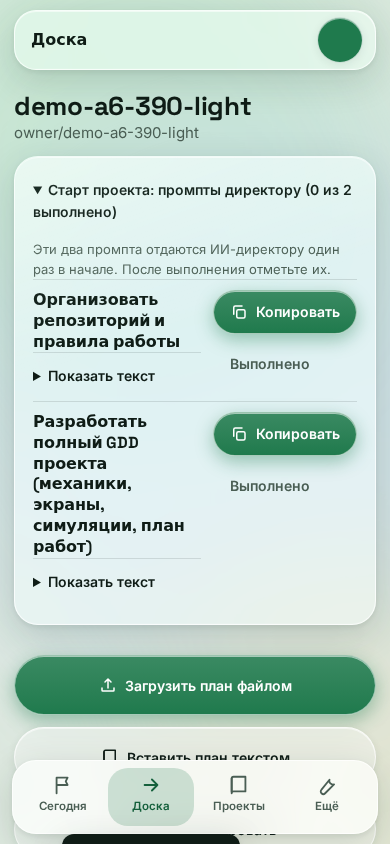 Доска
demo-a6-390-light
owner/demo-a6-390-light
▼ Старт проекта: промпты директору (0 из 2
выполнено)
Эти два промпта отдаются ИИ-директору один
раз в начале. После выполнения отметьте их.
Организовать
репозиторий и
правила работы
Копировать
Выполнено
▶ Показать текст
Разработать
полный GDD
проекта
(механики,
экраны,
симуляции, план
работ)
Копировать
Выполнено
▶ Показать текст
Загрузить план файлом
Вставить план текстом
Сегодня
Доска
Проекты
Ещё